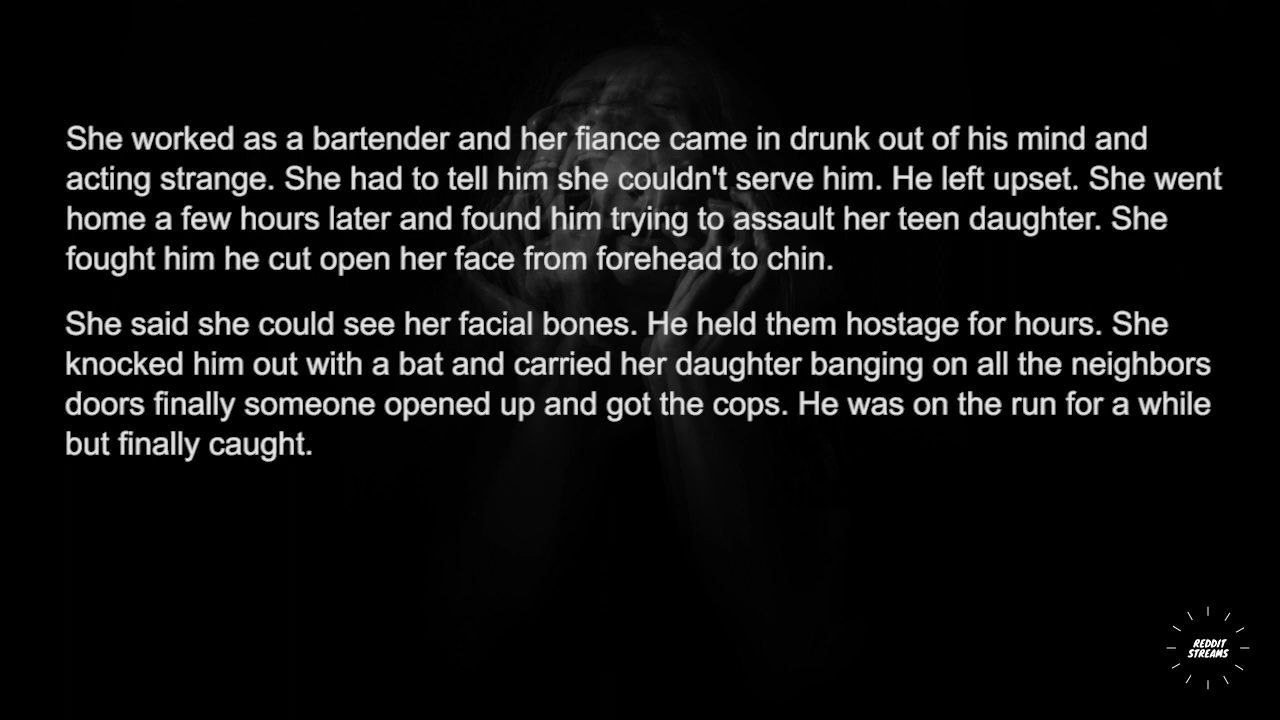 She worked as a bartender and her fiance came in drunk out of his mind and
acting strange. She had to tell him she couldn't serve him. He left upset. She went
home a few hours later and found him trying to assault her teen daughter. She
fought him he cut open her face from forehead to chin.
She said she could see her facial bones. He held them hostage for hours. She
knocked him out with a bat and carried her daughter banging on all the neighbors
doors finally someone opened up and got the cops. He was on the run for a while
but finally caught.
REDDIT
STREAMS